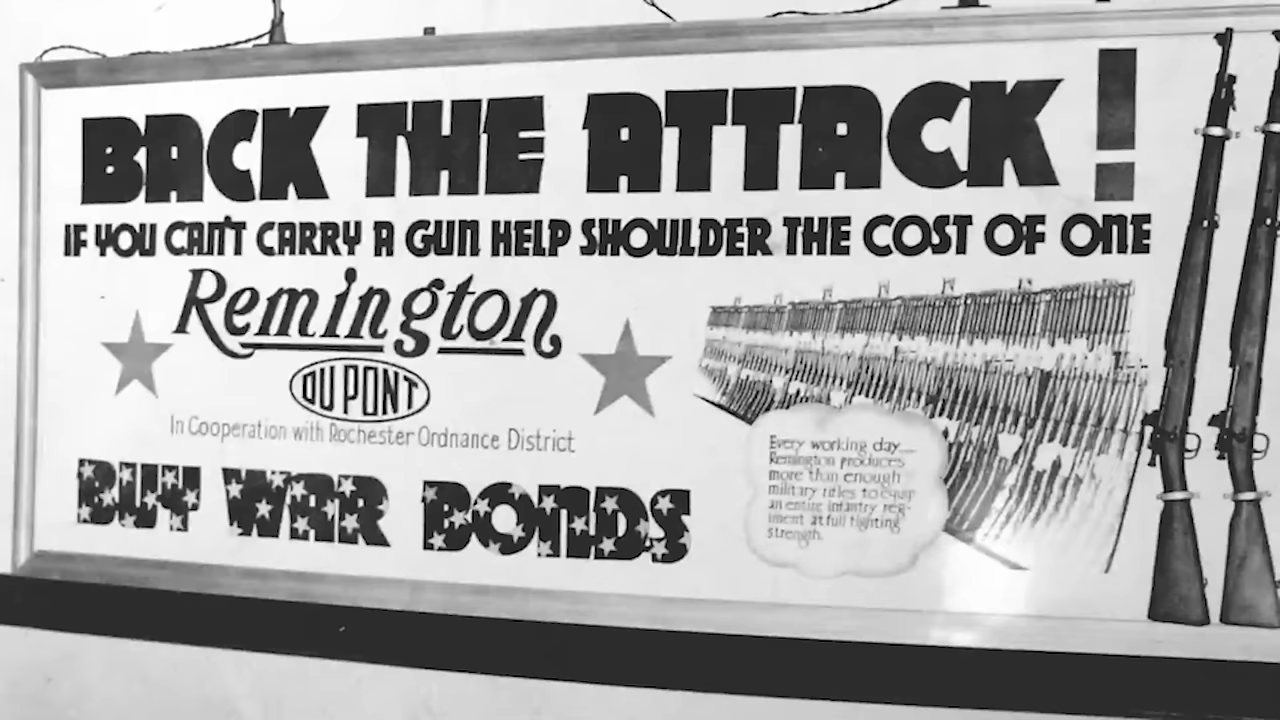 BACK THE ATTACK!
IF YOU CAN'T CARRY A GUN HELP SHOULDER THE COST OF ONE
Remington
DU PONT
In Cooperation with Rochester Ordnance District
BUY WAR BONDS
Every working day....
Remington produces
more than enough
military rifles to equip
an entire infantry reg-
iment at full fighting
strength.